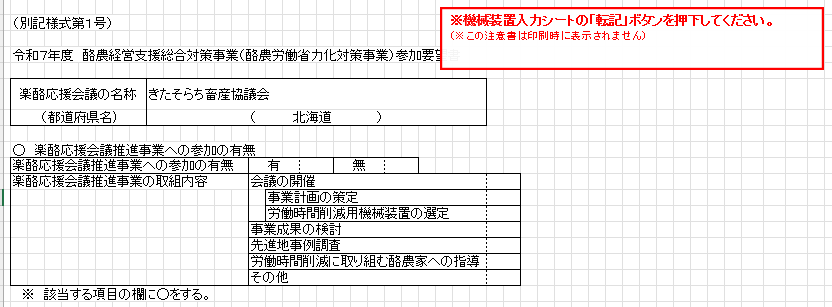 （別記様式第１号）
※機械装置入力シートの「転記」ボタンを押下してください。
（※この注意書は印刷時に表示されません）
令和７年度　酪農経営支援総合対策事業（酪農労働省力化対策事業）参加要望
楽酪応援会議の名称　きたそらち畜産協議会
（都道府県名）　（　北海道　）
○　楽酪応援会議推進事業への参加の有無
楽酪応援会議推進事業への参加の有無　有　無
楽酪応援会議推進事業の取組内容　会議の開催
事業計画の策定
労働時間削減用機械装置の選定
事業成果の検討
先進地事例調査
労働時間削減に取り組む酪農家への指導
その他
※　該当する項目の欄に○をする。